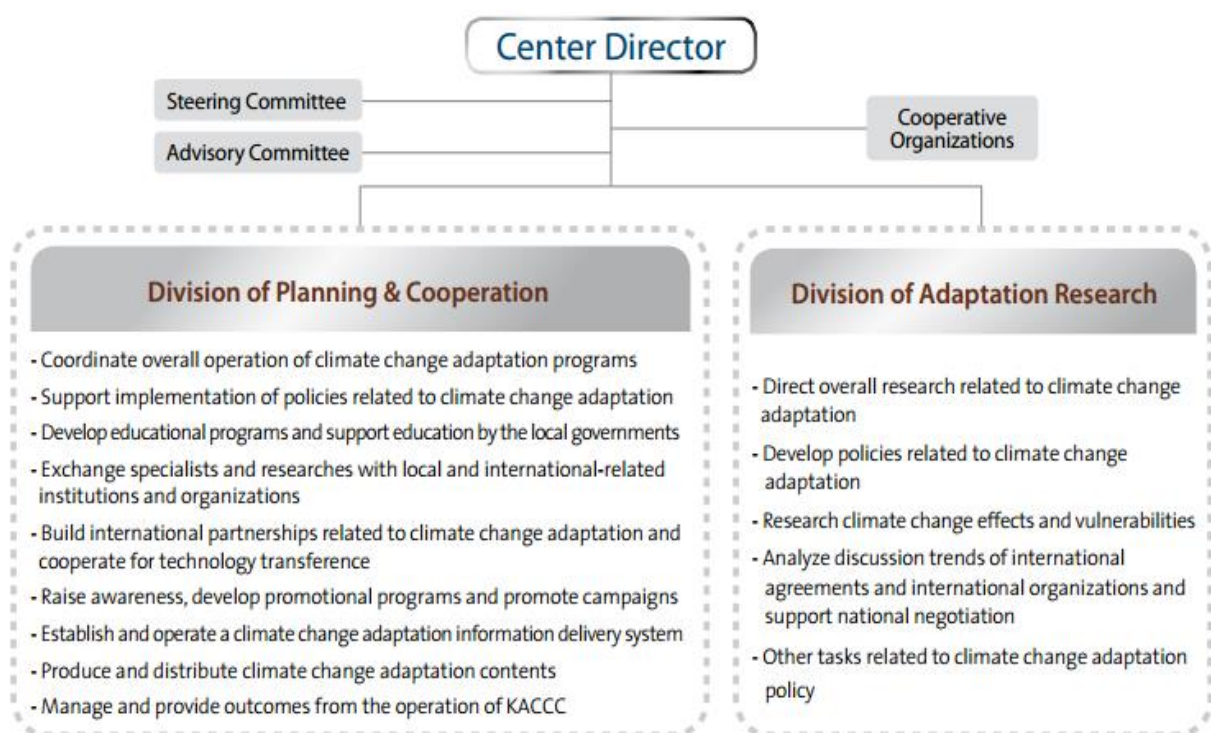 Center Director
Steering Committee
Advisory Committee
Cooperative
Organizations
Division of Planning & Cooperation
- Coordinate overall operation of climate change adaptation programs
- Support implementation of policies related to climate change adaptation
- Develop educational programs and support education by the local governments
- Exchange specialists and researches with local and international-related
institutions and organizations
- Build international partnerships related to climate change adaptation and
cooperate for technology transference
- Raise awareness, develop promotional programs and promote campaigns
- Establish and operate a climate change adaptation information delivery system
- Produce and distribute climate change adaptation contents
- Manage and provide outcomes from the operation of KACCC
Division of Adaptation Research
- Direct overall research related to climate change
adaptation
- Develop policies related to climate change
adaptation
- Research climate change effects and vulnerabilities
- Analyze discussion trends of international
agreements and international organizations and
support national negotiation
- Other tasks related to climate change adaptation
policy